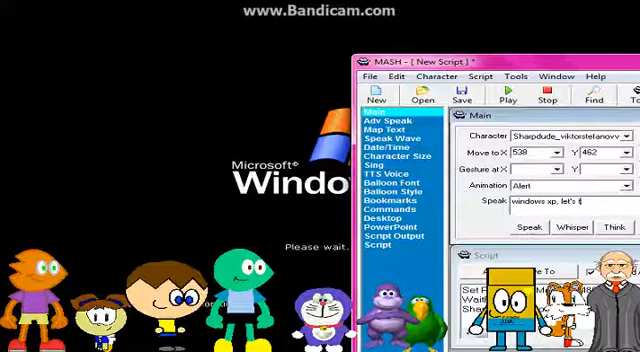 www.Bandicam.com
MASH - [ New Script ] *
File Edit Character Script Tools Window Help
New Open Save Play Stop Find
Main
Adv Speak
Map Text
Speak Wave
Date/Time
Character Size
Sing
TTS Voice
Balloon Font
Balloon Style
Bookmarks
Commands
Desktop
PowerPoint
Script Output
Script
Main
Character Sharpdude_viktorstefanovv
Move to X 538 Y 462
Gesture at X Y
Animation Alert
Speak windows xp, let's t
Speak Whisper Think
Script
Microsoft®
Windo
Please wait.